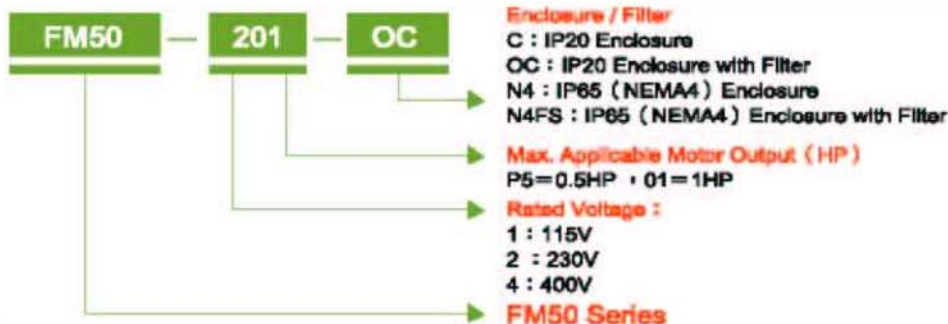 FM50 — 201 — OC
Enclosure / Filter
C : IP20 Enclosure
OC : IP20 Enclosure with Filter
N4 : IP65 ( NEMA4 ) Enclosure
N4FS : IP65 ( NEMA4 ) Enclosure with Filter
Max. Applicable Motor Output ( HP )
P5=0.5HP , 01=1HP
Rated Voltage :
1 : 115V
2 : 230V
4 : 400V
FM50 Series